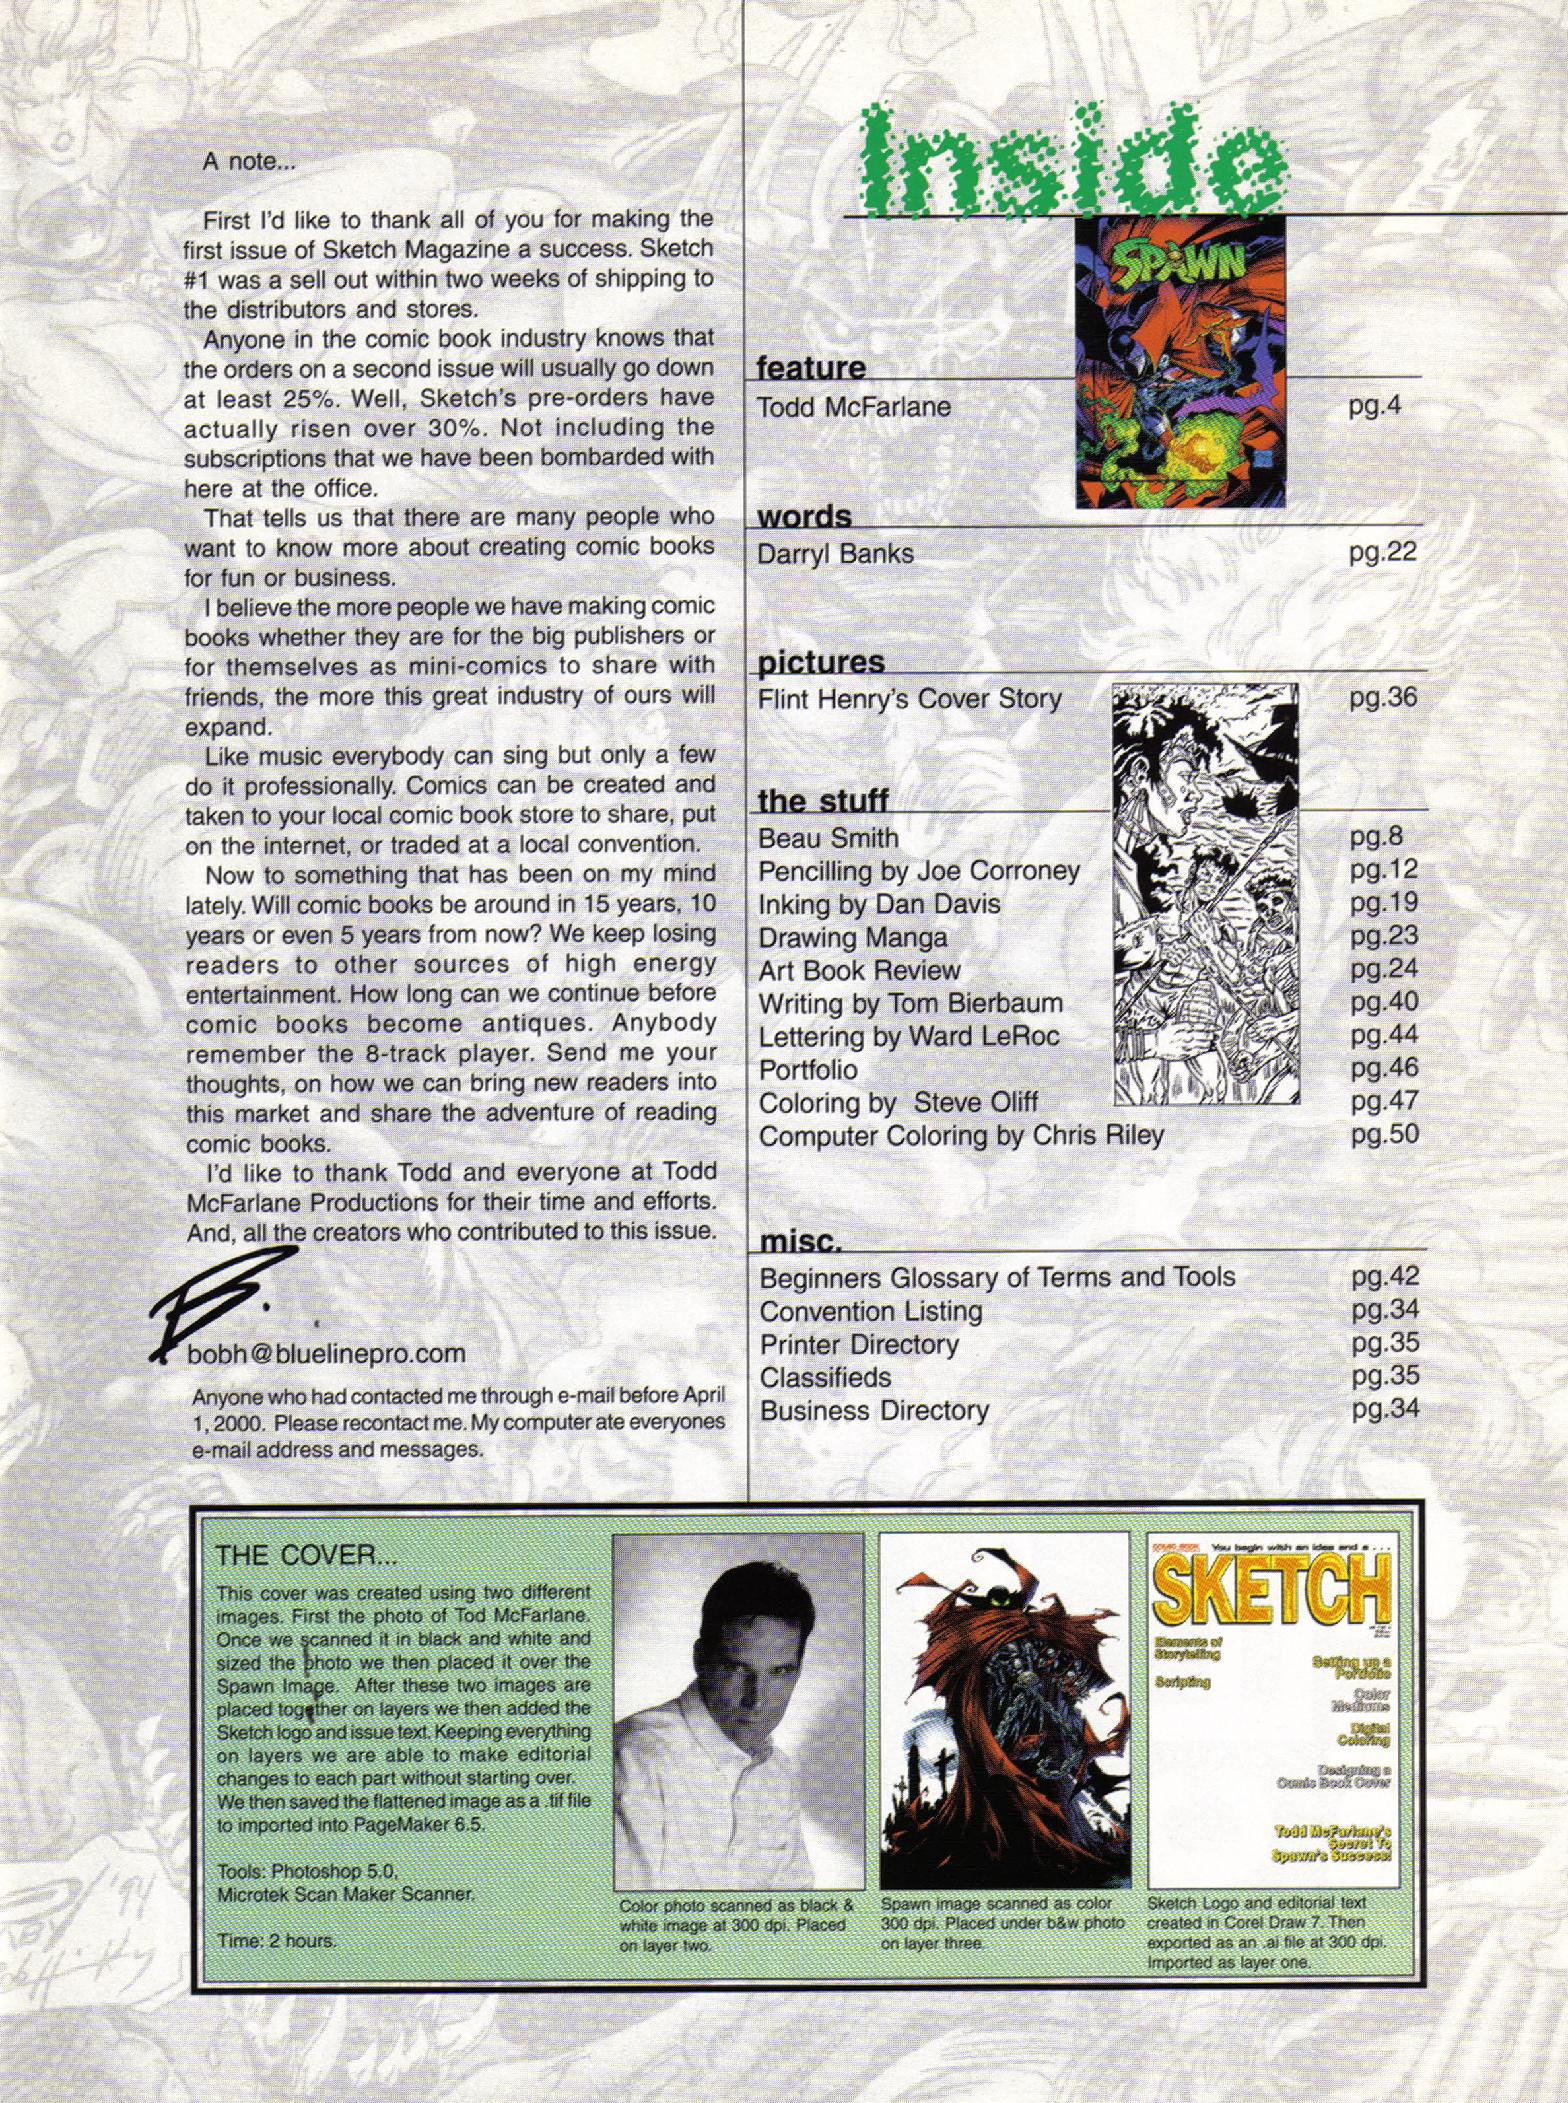 A note...
First I'd like to thank all of you for making the
first issue of Sketch Magazine a success. Sketch
#1 was a sell out within two weeks of shipping to
the distributors and stores.
Anyone in the comic book industry knows that
the orders on a second issue will usually go down
at least 25%. Well, Sketch's pre-orders have
actually risen over 30%. Not including the
subscriptions that we have been bombarded with
here at the office.
That tells us that there are many people who
want to know more about creating comic books
for fun or business.
I believe the more people we have making comic
books whether they are for the big publishers or
for themselves as mini-comics to share with
friends, the more this great industry of ours will
expand.
Like music everybody can sing but only a few
do it professionally. Comics can be created and
taken to your local comic book store to share, put
on the internet, or traded at a local convention.
Now to something that has been on my mind
lately. Will comic books be around in 15 years, 10
years or even 5 years from now? We keep losing
readers to other sources of high energy
entertainment. How long can we continue before
comic books become antiques. Anybody
remember the 8-track player. Send me your
thoughts, on how we can bring new readers into
this market and share the adventure of reading
comic books.
I'd like to thank Todd and everyone at Todd
McFarlane Productions for their time and efforts.
And, all the creators who contributed to this issue.
B.
bobh@bluelinepro.com
Anyone who had contacted me through e-mail before April
1, 2000. Please recontact me. My computer ate everyones
e-mail address and messages.
Inside
SPAWN
feature
Todd McFarlane pg.4
words
Darryl Banks pg.22
pictures
Flint Henry's Cover Story pg.36
the stuff
Beau Smith pg.8
Pencilling by Joe Corroney pg.12
Inking by Dan Davis pg.19
Drawing Manga pg.23
Art Book Review pg.24
Writing by Tom Bierbaum pg.40
Lettering by Ward LeRoc pg.44
Portfolio pg.46
Coloring by Steve Oliff pg.47
Computer Coloring by Chris Riley pg.50
misc.
Beginners Glossary of Terms and Tools pg.42
Convention Listing pg.34
Printer Directory pg.35
Classifieds pg.35
Business Directory pg.34
THE COVER...
This cover was created using two different
images. First the photo of Tod McFarlane.
Once we scanned it in black and white and
sized the photo we then placed it over the
Spawn Image. After these two images are
placed together on layers we then added the
Sketch logo and issue text. Keeping everything
on layers we are able to make editorial
changes to each part without starting over.
We then saved the flattened image as a .tif file
to imported into PageMaker 6.5.
Tools: Photoshop 5.0,
Microtek Scan Maker Scanner.
Time: 2 hours.
Color photo scanned as black &
white image at 300 dpi. Placed
on layer two.
Spawn image scanned as color
300 dpi. Placed under b&w photo
on layer three.
COMIC BOOK
You begin with an idea and a . . .
SKETCH
Elements of
Storytelling
Scripting
Setting up a
Portfolio
Color
Mediums
Digital
Coloring
Designing a
Comic Book Cover
Todd McFarlane's
Secret To
Spawn's Success!
Sketch Logo and editorial text
created in Corel Draw 7. Then
exported as an .ai file at 300 dpi.
Imported as layer one.